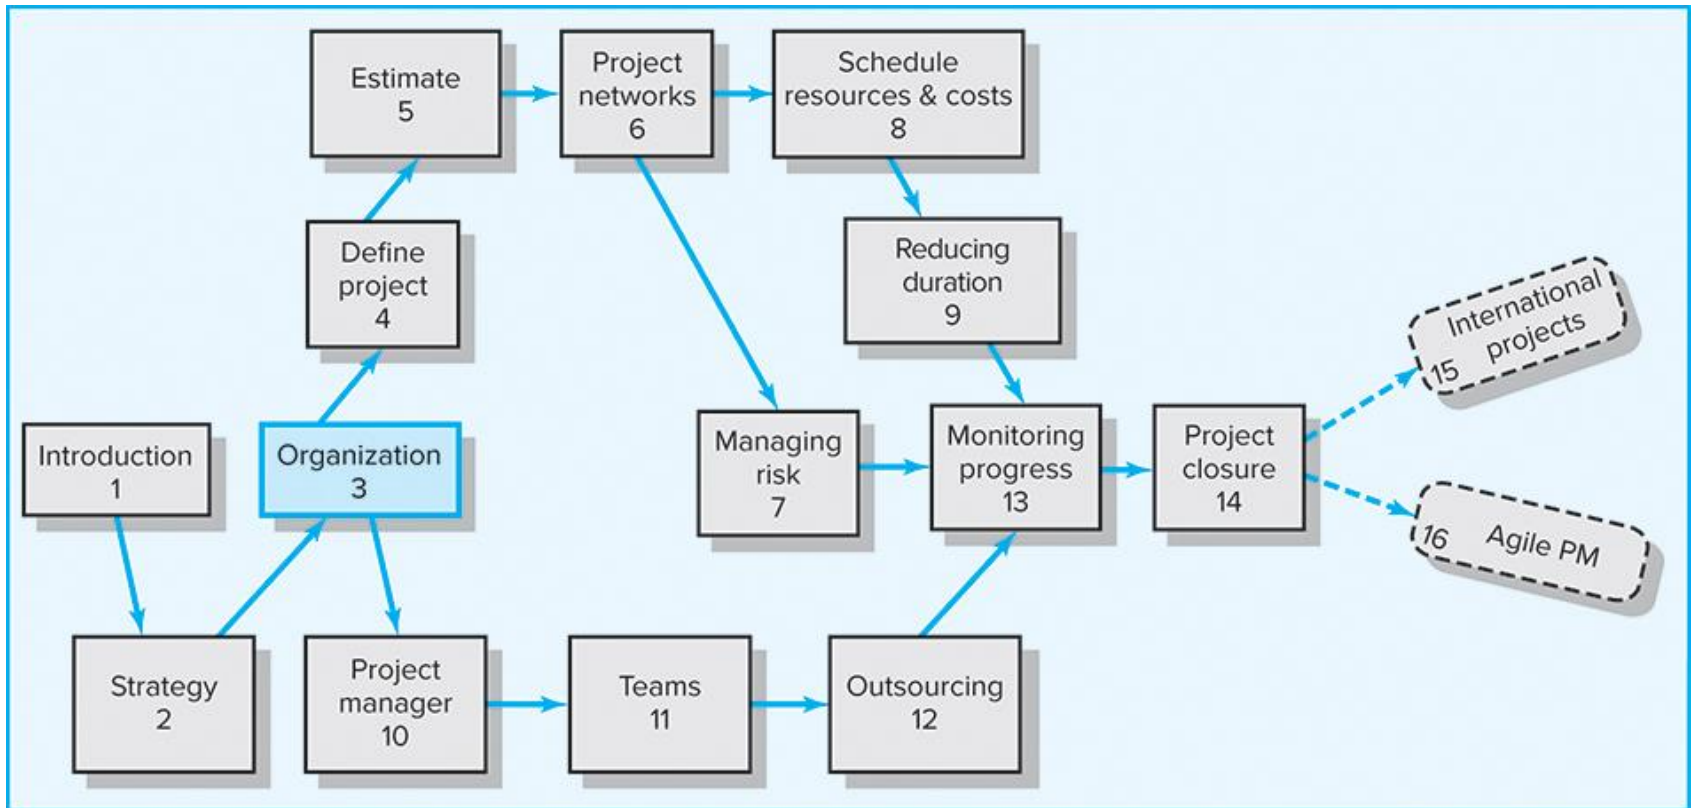 Estimate
5
Project
networks
6
Schedule
resources & costs
8
Define
project
4
Reducing
duration
9
International
projects
15
Introduction
1
Organization
3
Managing
risk
7
Monitoring
progress
13
Project
closure
14
16 Agile PM
Strategy
2
Project
manager
10
Teams
11
Outsourcing
12